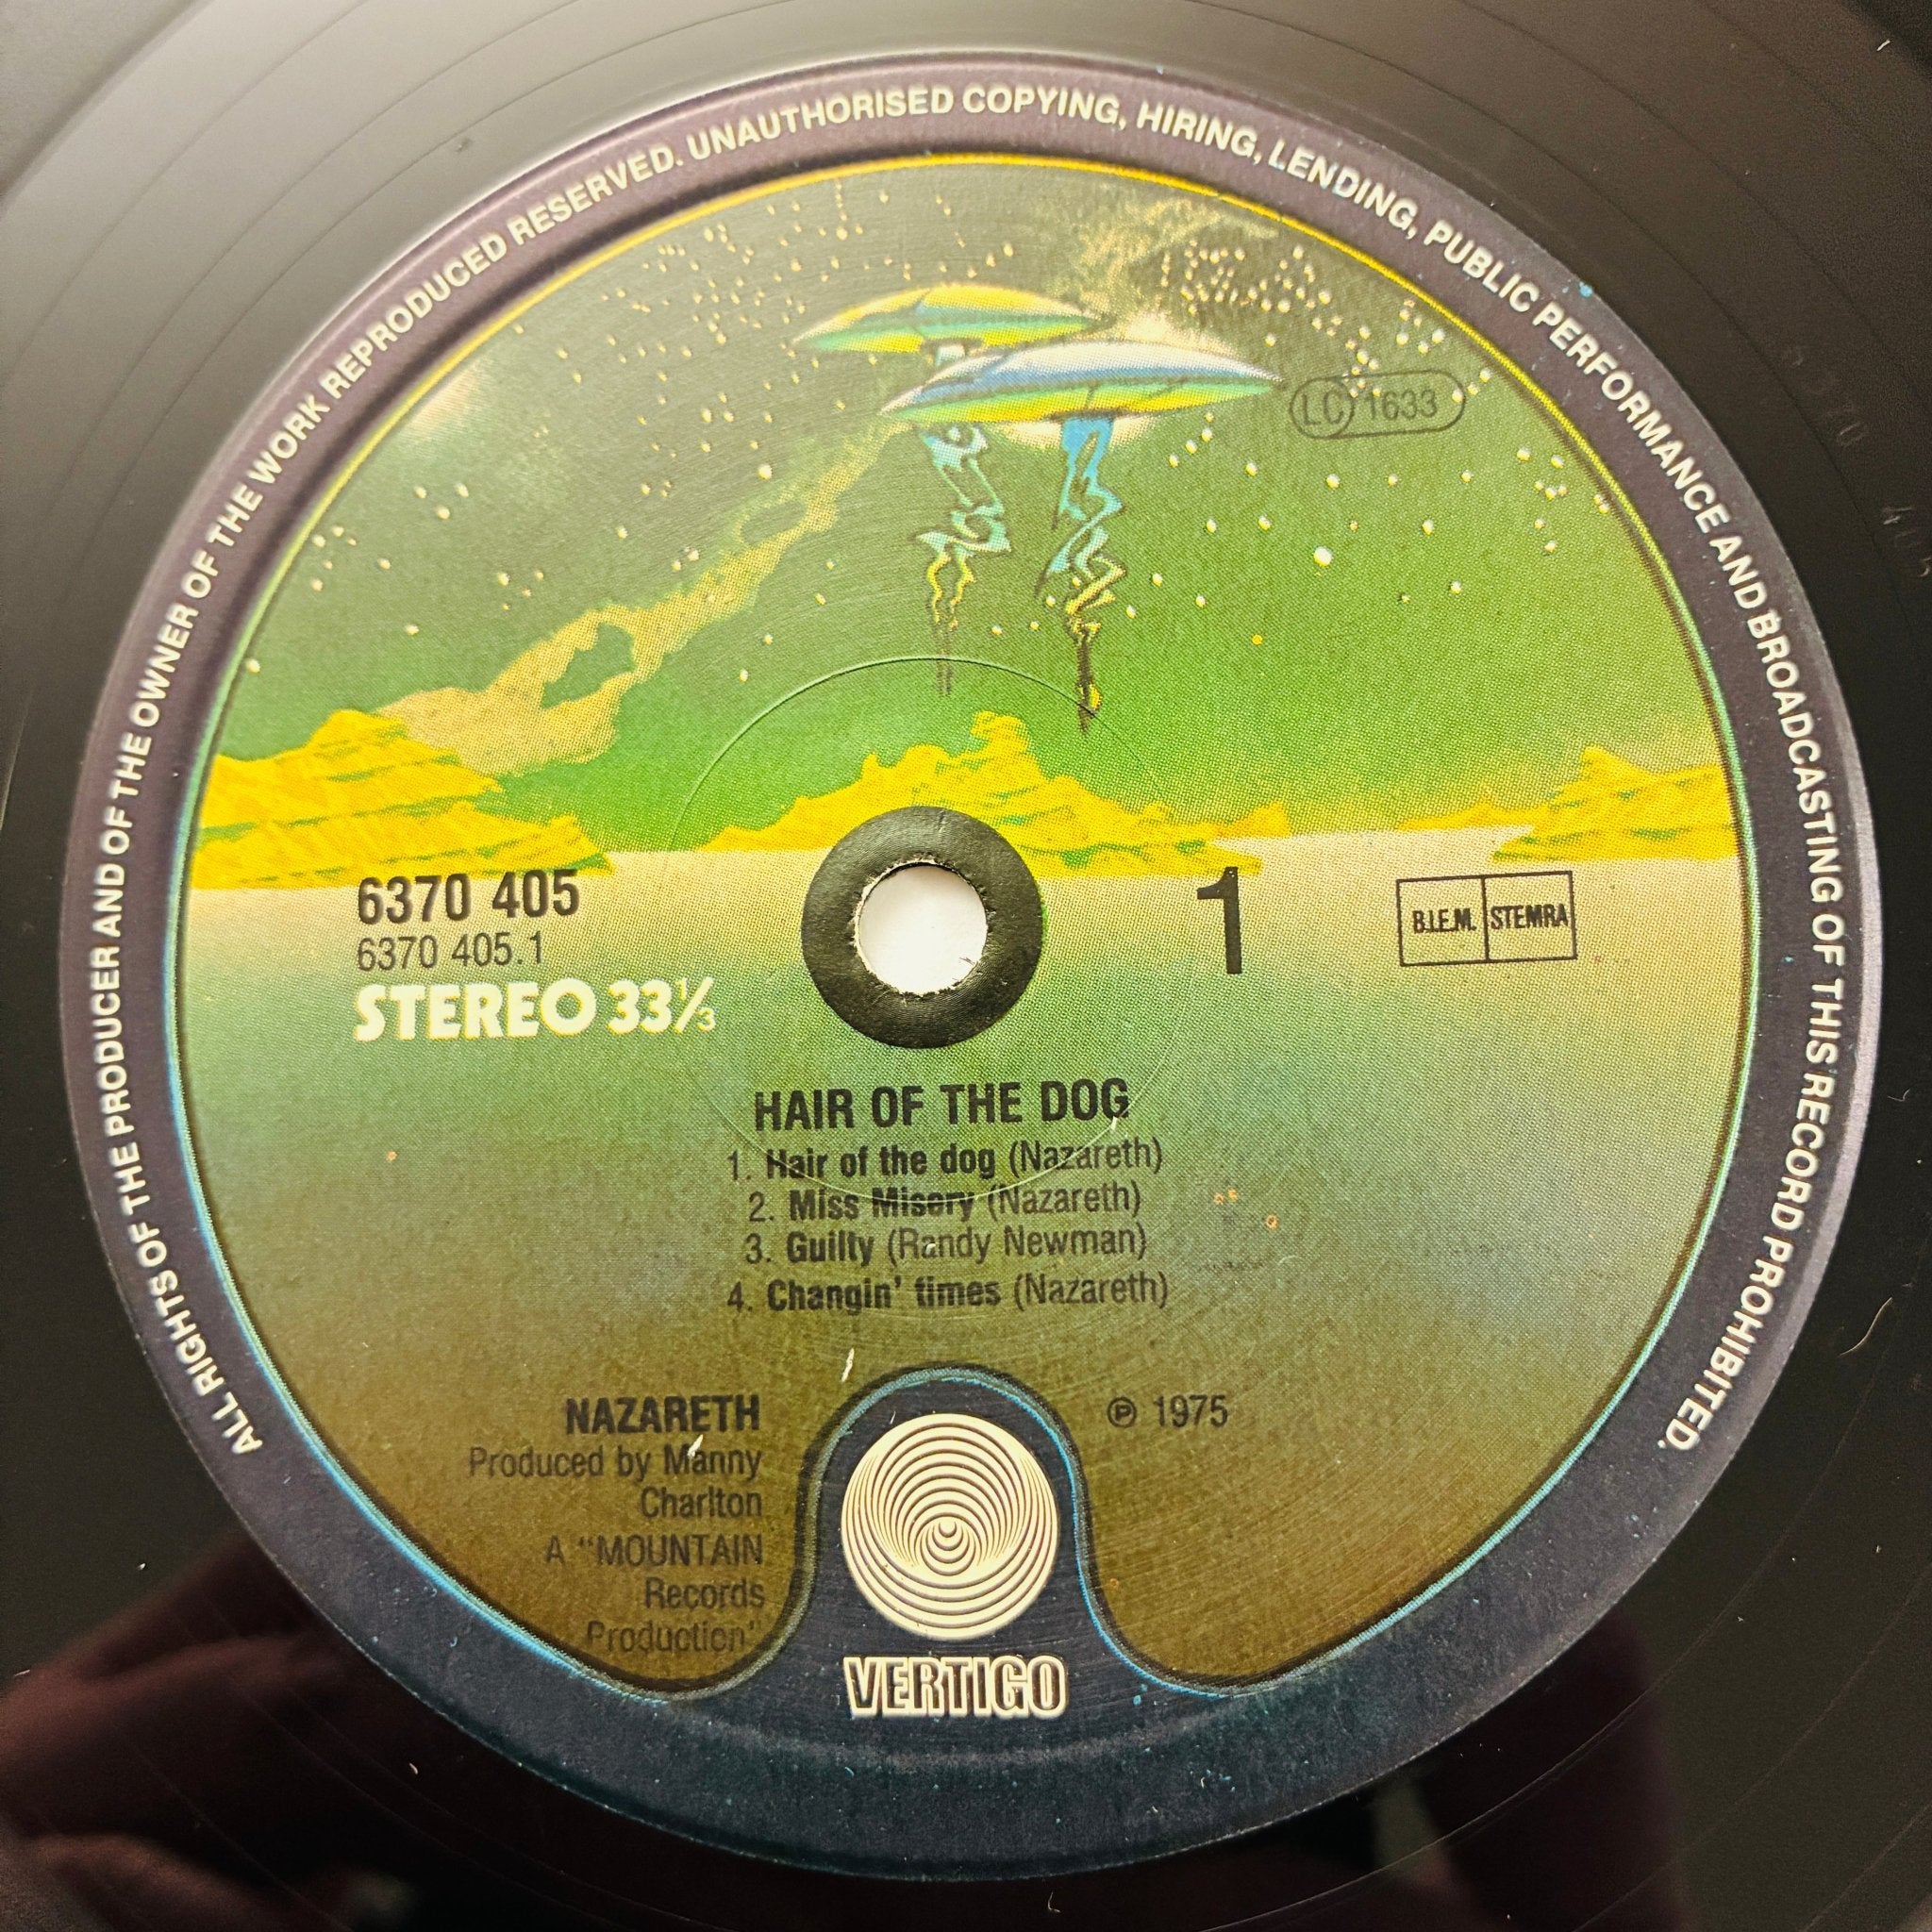 ALL RIGHTS OF THE PRODUCER AND OF THE OWNER OF THE WORK REPRODUCED RESERVED. UNAUTHORISED COPYING, HIRING, LENDING, PUBLIC PERFORMANCE AND BROADCASTING OF THIS RECORD PROHIBITED.
LC 1633
6370 405
6370 405.1
STEREO 33⅓
1
B.I.E.M. STEMRA
HAIR OF THE DOG
1. Hair of the dog (Nazareth)
2. Miss Misery (Nazareth)
3. Guilty (Randy Newman)
4. Changin' times (Nazareth)
NAZARETH
Produced by Manny
Charlton
A "MOUNTAIN
Records
Production"
℗ 1975
VERTIGO